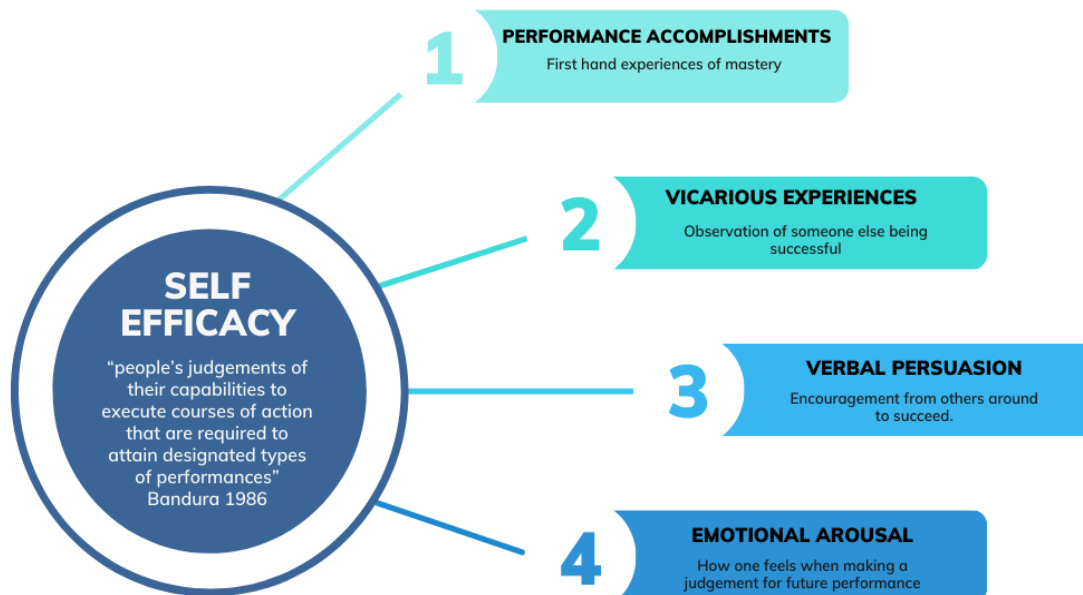 1
PERFORMANCE ACCOMPLISHMENTS
First hand experiences of mastery
2
VICARIOUS EXPERIENCES
Observation of someone else being
successful
SELF
EFFICACY
“people’s judgements of
their capabilities to
execute courses of action
that are required to
attain designated types
of performances”
Bandura 1986
3
VERBAL PERSUASION
Encouragement from others around
to succeed.
4
EMOTIONAL AROUSAL
How one feels when making a
judgement for future performance